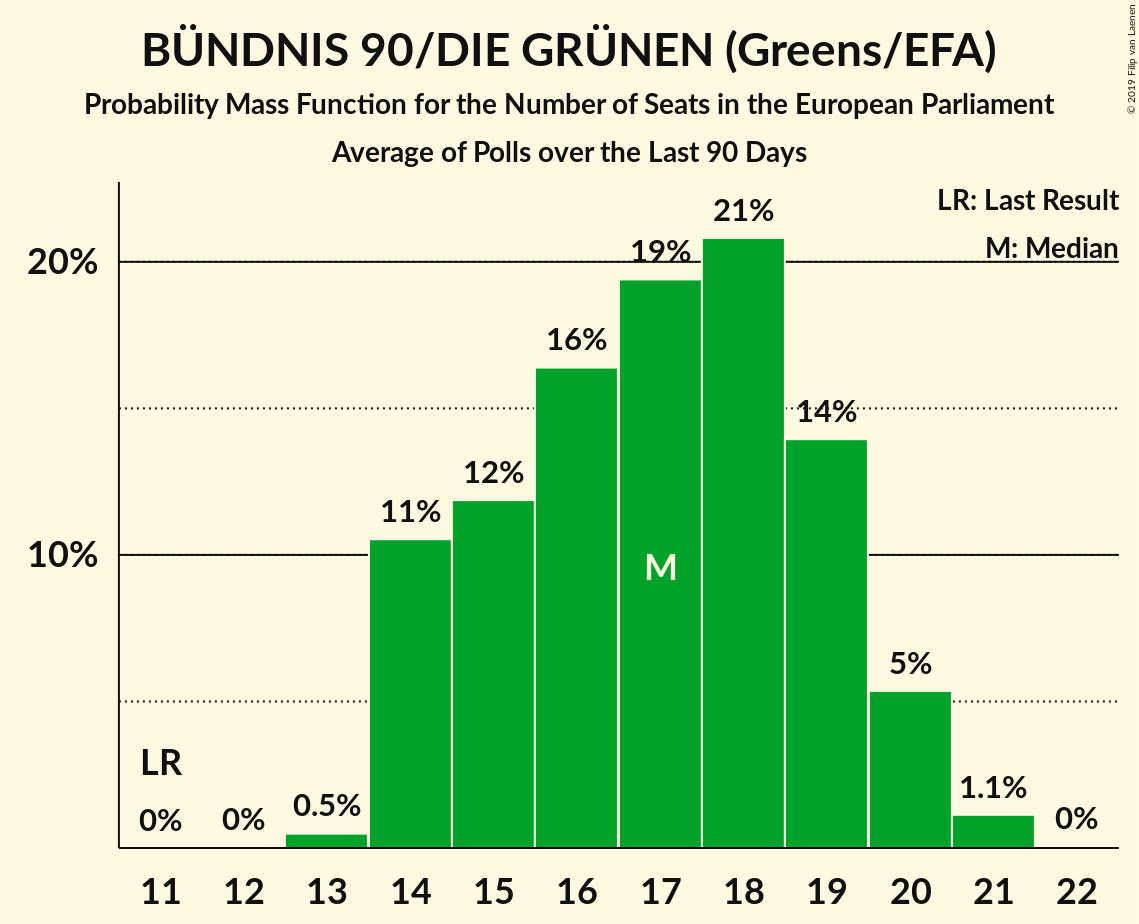 BÜNDNIS 90/DIE GRÜNEN (Greens/EFA)
Probability Mass Function for the Number of Seats in the European Parliament
Average of Polls over the Last 90 Days
© 2019 Filip van Laenen
LR: Last Result
M: Median
20%
10%
LR
0%
0%
0.5%
11%
12%
16%
19%
M
21%
14%
5%
1.1%
0%
11 12 13 14 15 16 17 18 19 20 21 22